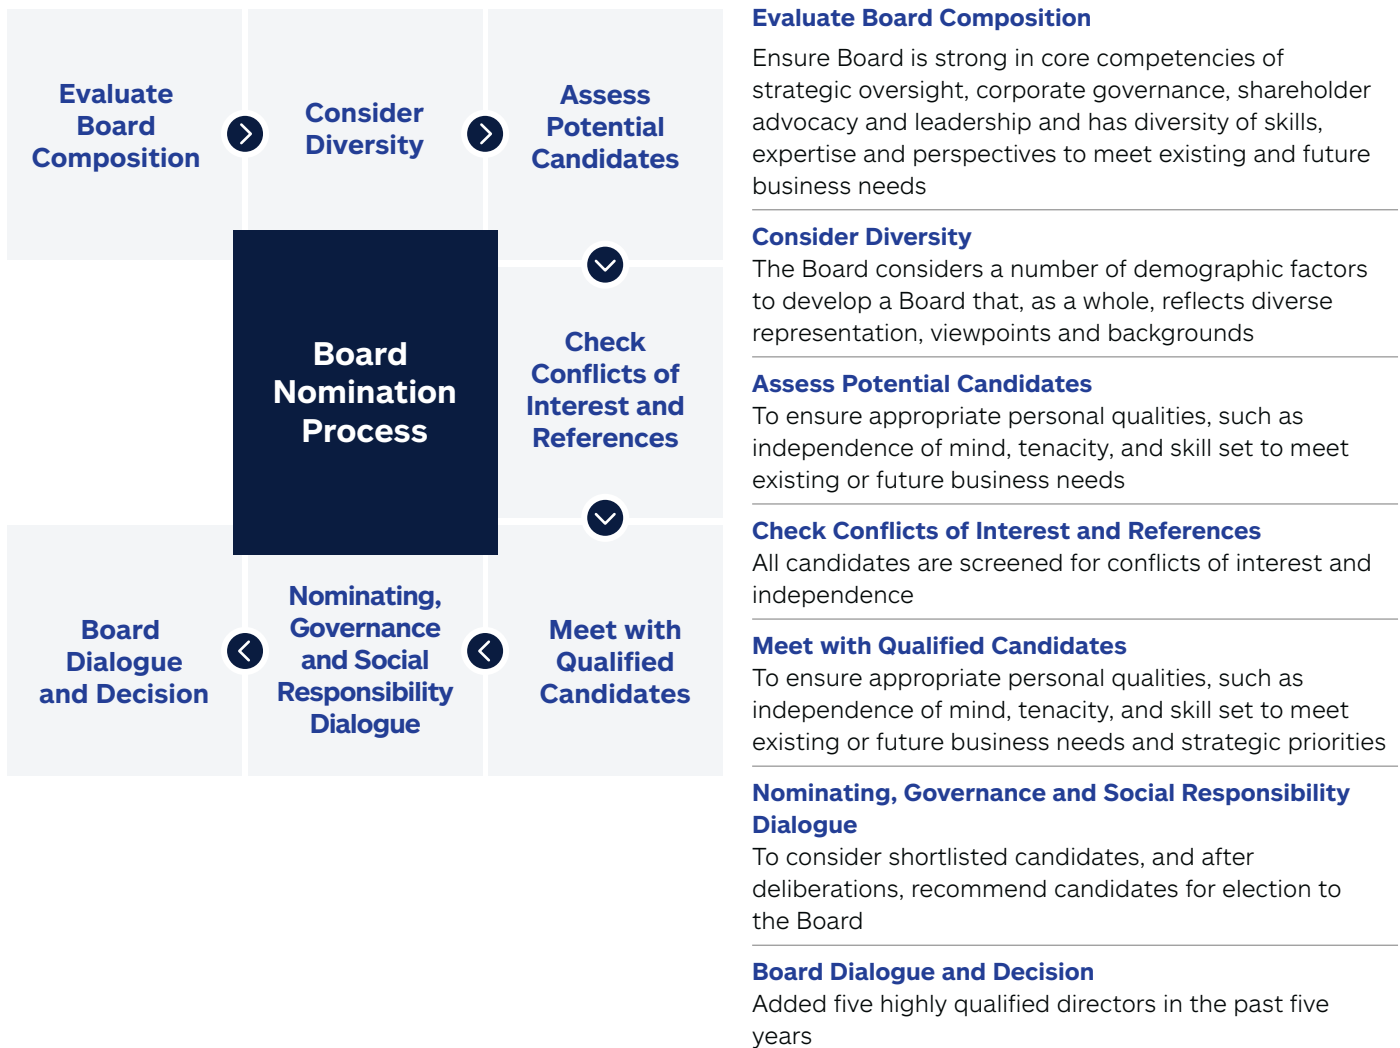 Evaluate
Board
Composition
Consider
Diversity
Assess
Potential
Candidates
Board
Nomination
Process
Check
Conflicts of
Interest and
References
Board
Dialogue
and Decision
Nominating,
Governance
and Social
Responsibility
Dialogue
Meet with
Qualified
Candidates
Evaluate Board Composition
Ensure Board is strong in core competencies of
strategic oversight, corporate governance, shareholder
advocacy and leadership and has diversity of skills,
expertise and perspectives to meet existing and future
business needs
Consider Diversity
The Board considers a number of demographic factors
to develop a Board that, as a whole, reflects diverse
representation, viewpoints and backgrounds
Assess Potential Candidates
To ensure appropriate personal qualities, such as
independence of mind, tenacity, and skill set to meet
existing or future business needs
Check Conflicts of Interest and References
All candidates are screened for conflicts of interest and
independence
Meet with Qualified Candidates
To ensure appropriate personal qualities, such as
independence of mind, tenacity, and skill set to meet
existing or future business needs and strategic priorities
Nominating, Governance and Social Responsibility
Dialogue
To consider shortlisted candidates, and after
deliberations, recommend candidates for election to
the Board
Board Dialogue and Decision
Added five highly qualified directors in the past five
years